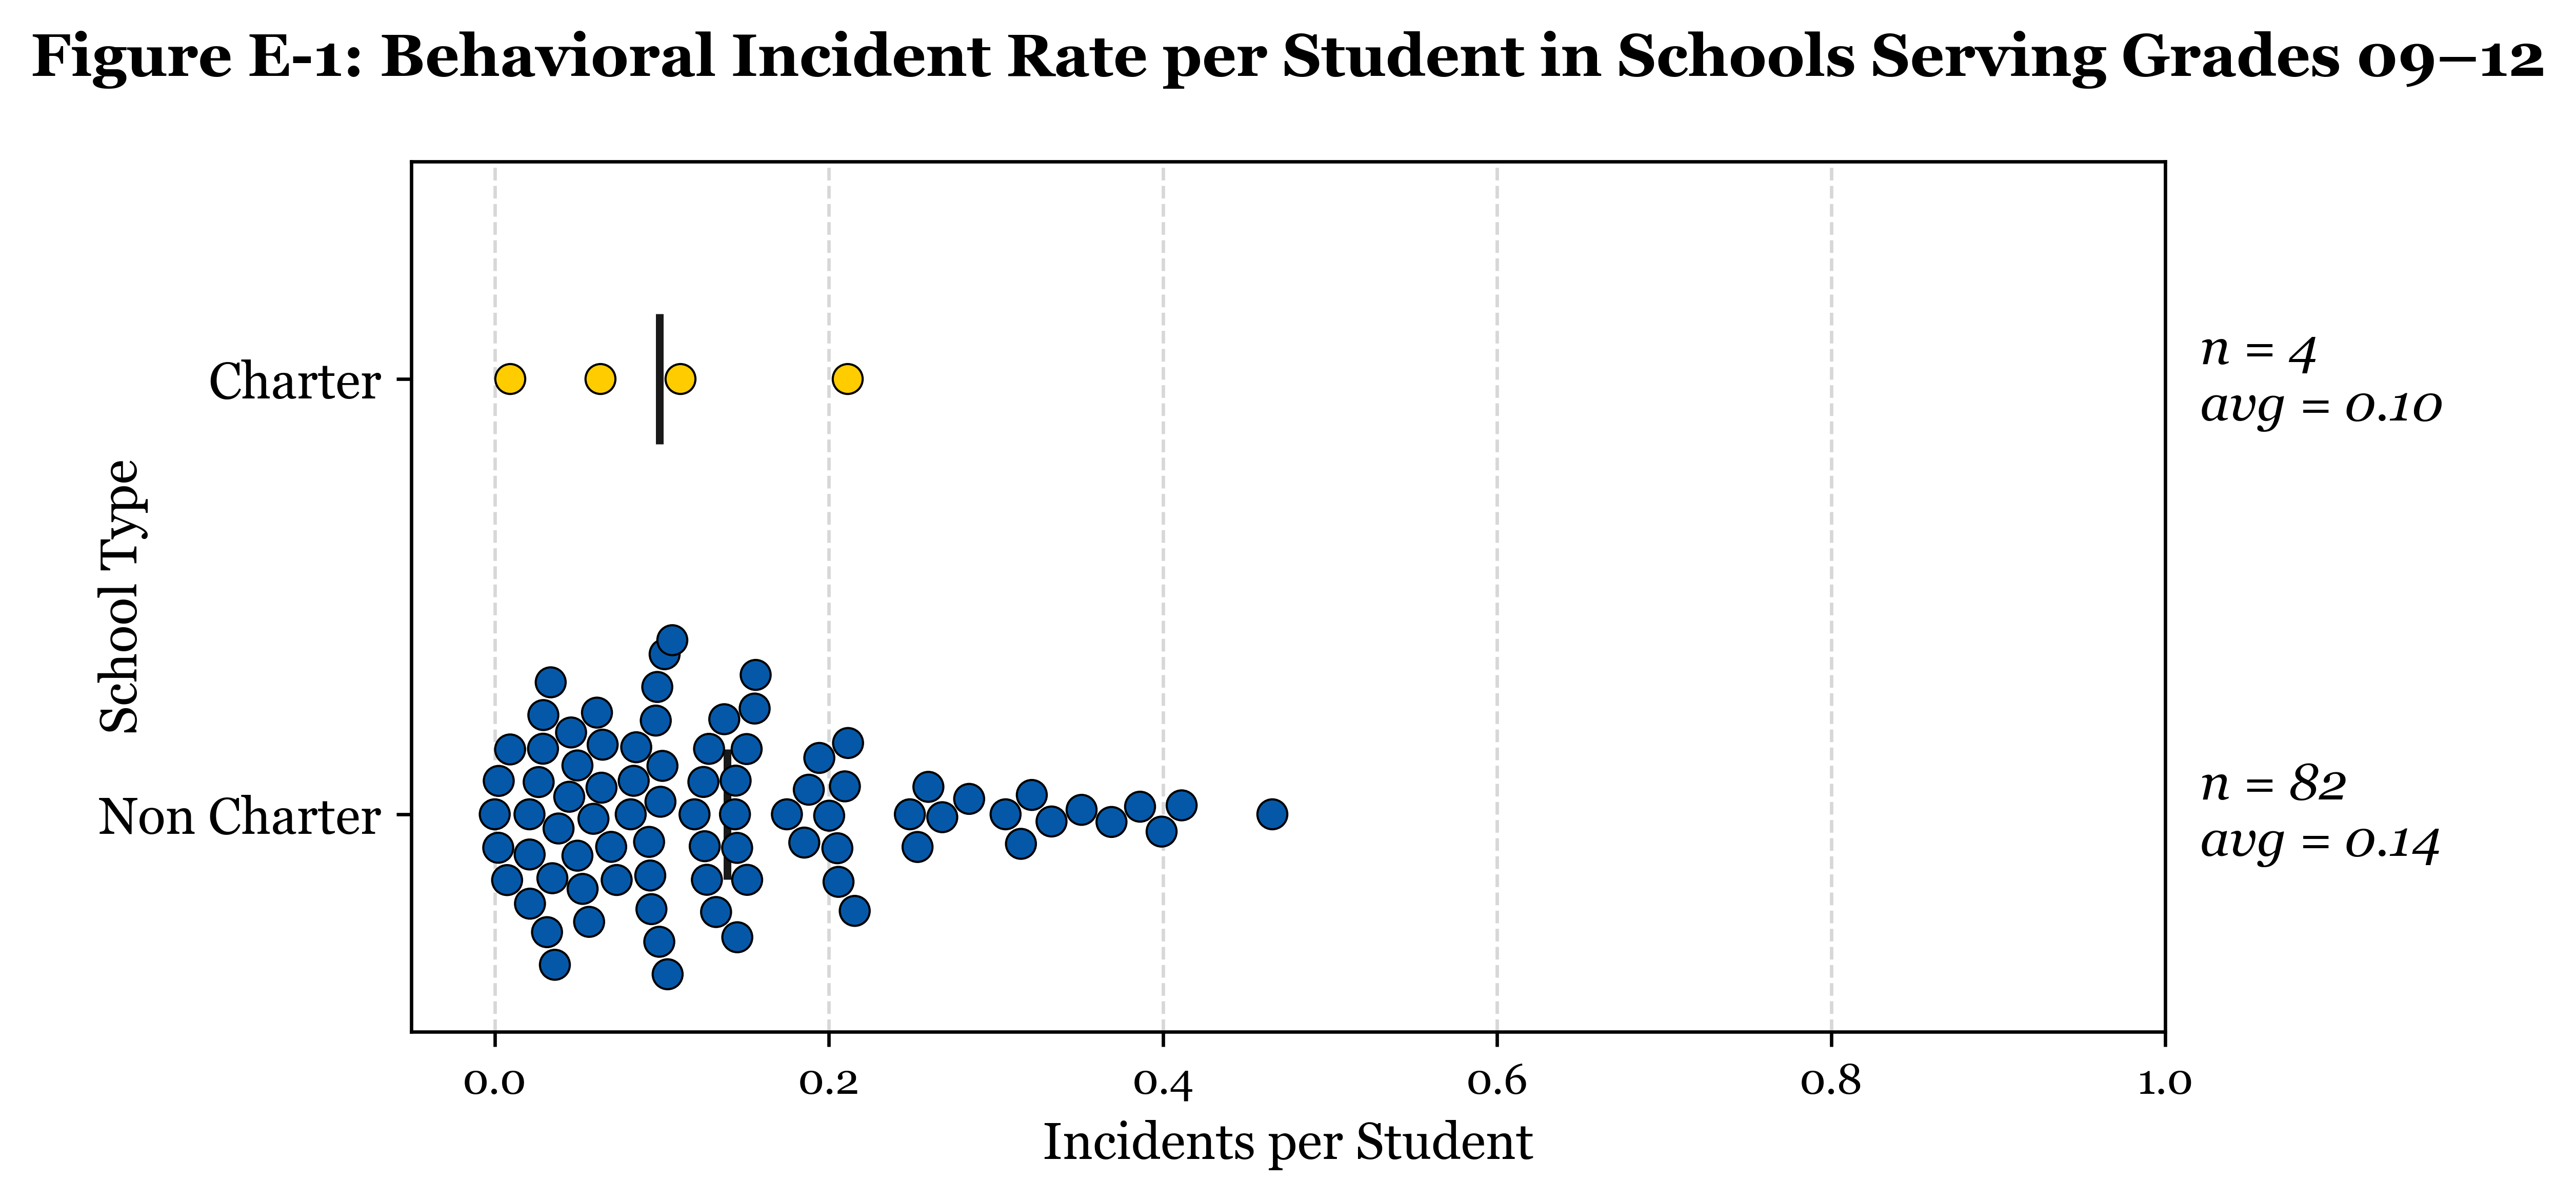 Figure E-1: Behavioral Incident Rate per Student in Schools Serving Grades 09–12
School Type
Charter
n = 4
avg = 0.10
Non Charter
n = 82
avg = 0.14
0.0 0.2 0.4 0.6 0.8 1.0
Incidents per Student